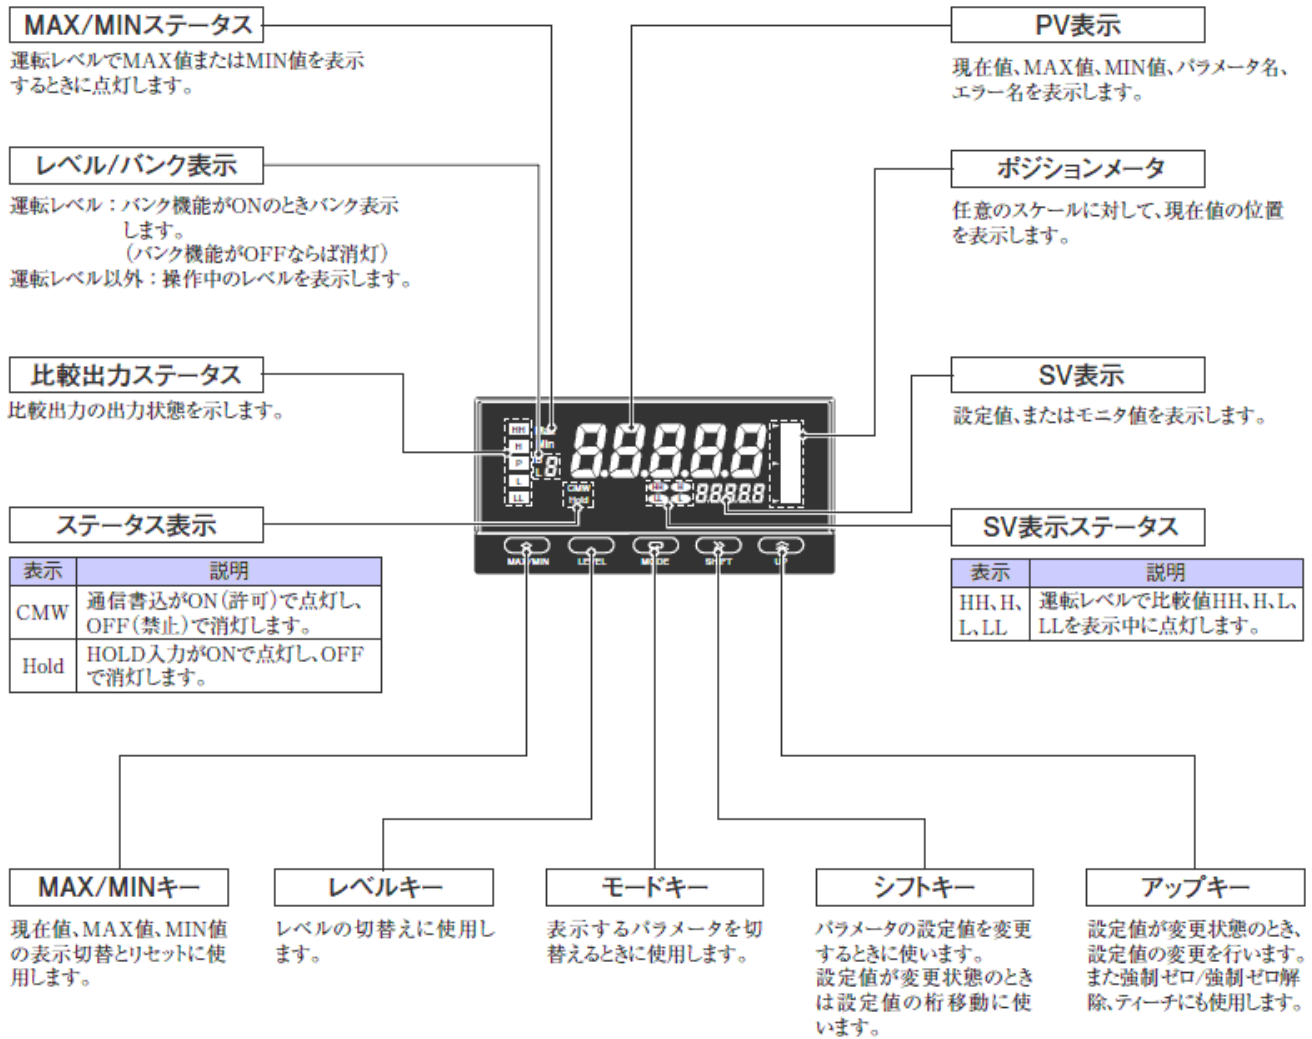 MAX/MINステータス
運転レベルでMAX値またはMIN値を表示
するときに点灯します。
レベル/バンク表示
運転レベル：バンク機能がONのときバンク表示
します。
（バンク機能がOFFならば消灯）
運転レベル以外：操作中のレベルを表示します。
比較出力ステータス
比較出力の出力状態を示します。
ステータス表示
表示 説明
CMW 通信書込がON（許可）で点灯し、
OFF（禁止）で消灯します。
Hold HOLD入力がONで点灯し、OFF
で消灯します。
PV表示
現在値、MAX値、MIN値、パラメータ名、
エラー名を表示します。
ポジションメータ
任意のスケールに対して、現在値の位置
を表示します。
SV表示
設定値、またはモニタ値を表示します。
SV表示ステータス
表示 説明
HH、H、 運転レベルで比較値HH、H、L、
L、LL LLを表示中に点灯します。
HH
H
P
L
LL
L 8
8.8.8.8.8
CMW
Hold
HH H
LL L
8.8.8.8.8
MAX/MIN LEVEL MODE SHIFT UP
MAX/MINキー
現在値、MAX値、MIN値
の表示切替とリセットに使
用します。
レベルキー
レベルの切替えに使用し
ます。
モードキー
表示するパラメータを切
替えるときに使用します。
シフトキー
パラメータの設定値を変更
するときに使います。
設定値が変更状態のとき
は設定値の桁移動に使
います。
アップキー
設定値が変更状態のとき、
設定値の変更を行います。
また強制ゼロ/強制ゼロ解
除、ティーチにも使用します。